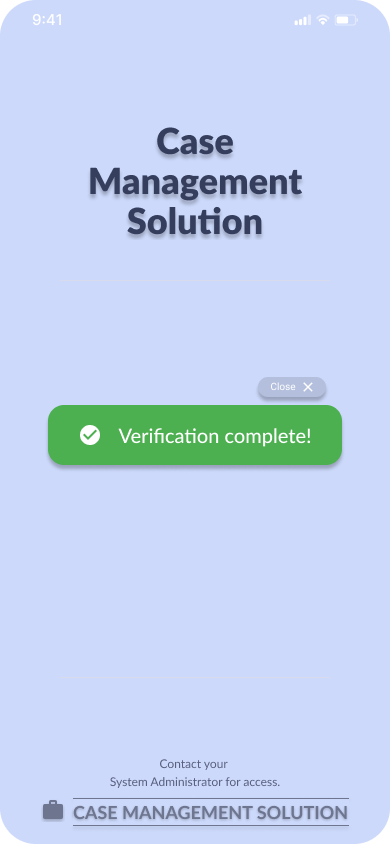 9:41
Case
Management
Solution
Close
Verification complete!
Contact your
System Administrator for access.
CASE MANAGEMENT SOLUTION